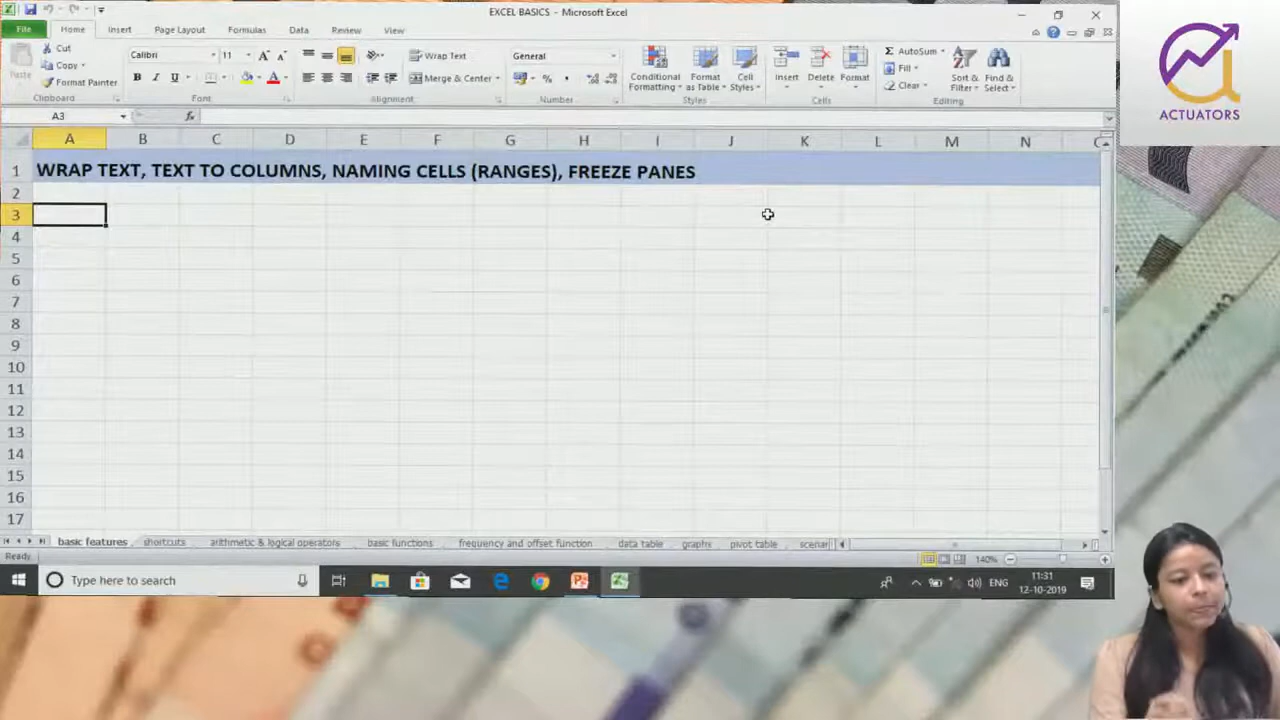 EXCEL BASICS - Microsoft Excel
File Home Insert Page Layout Formulas Data Review View
Cut
Copy
Format Painter
Paste
Clipboard
Calibri 11
B I U
Font
Wrap Text
Merge & Center
Alignment
General
Number
Conditional Formatting
Format as Table
Cell Styles
Styles
Insert Delete Format
Cells
AutoSum
Fill
Clear
Sort & Filter
Find & Select
Editing
ACTUATORS
A3 fx
A B C D E F G H I J K L M N
1 WRAP TEXT, TEXT TO COLUMNS, NAMING CELLS (RANGES), FREEZE PANES
2
3
4
5
6
7
8
9
10
11
12
13
14
15
16
17
basic features shortcuts arithmetic & logical operators basic functions frequency and offset function data table graphs pivot table scenari
Ready 140%
Type here to search
ENG
11:31
12-10-2019